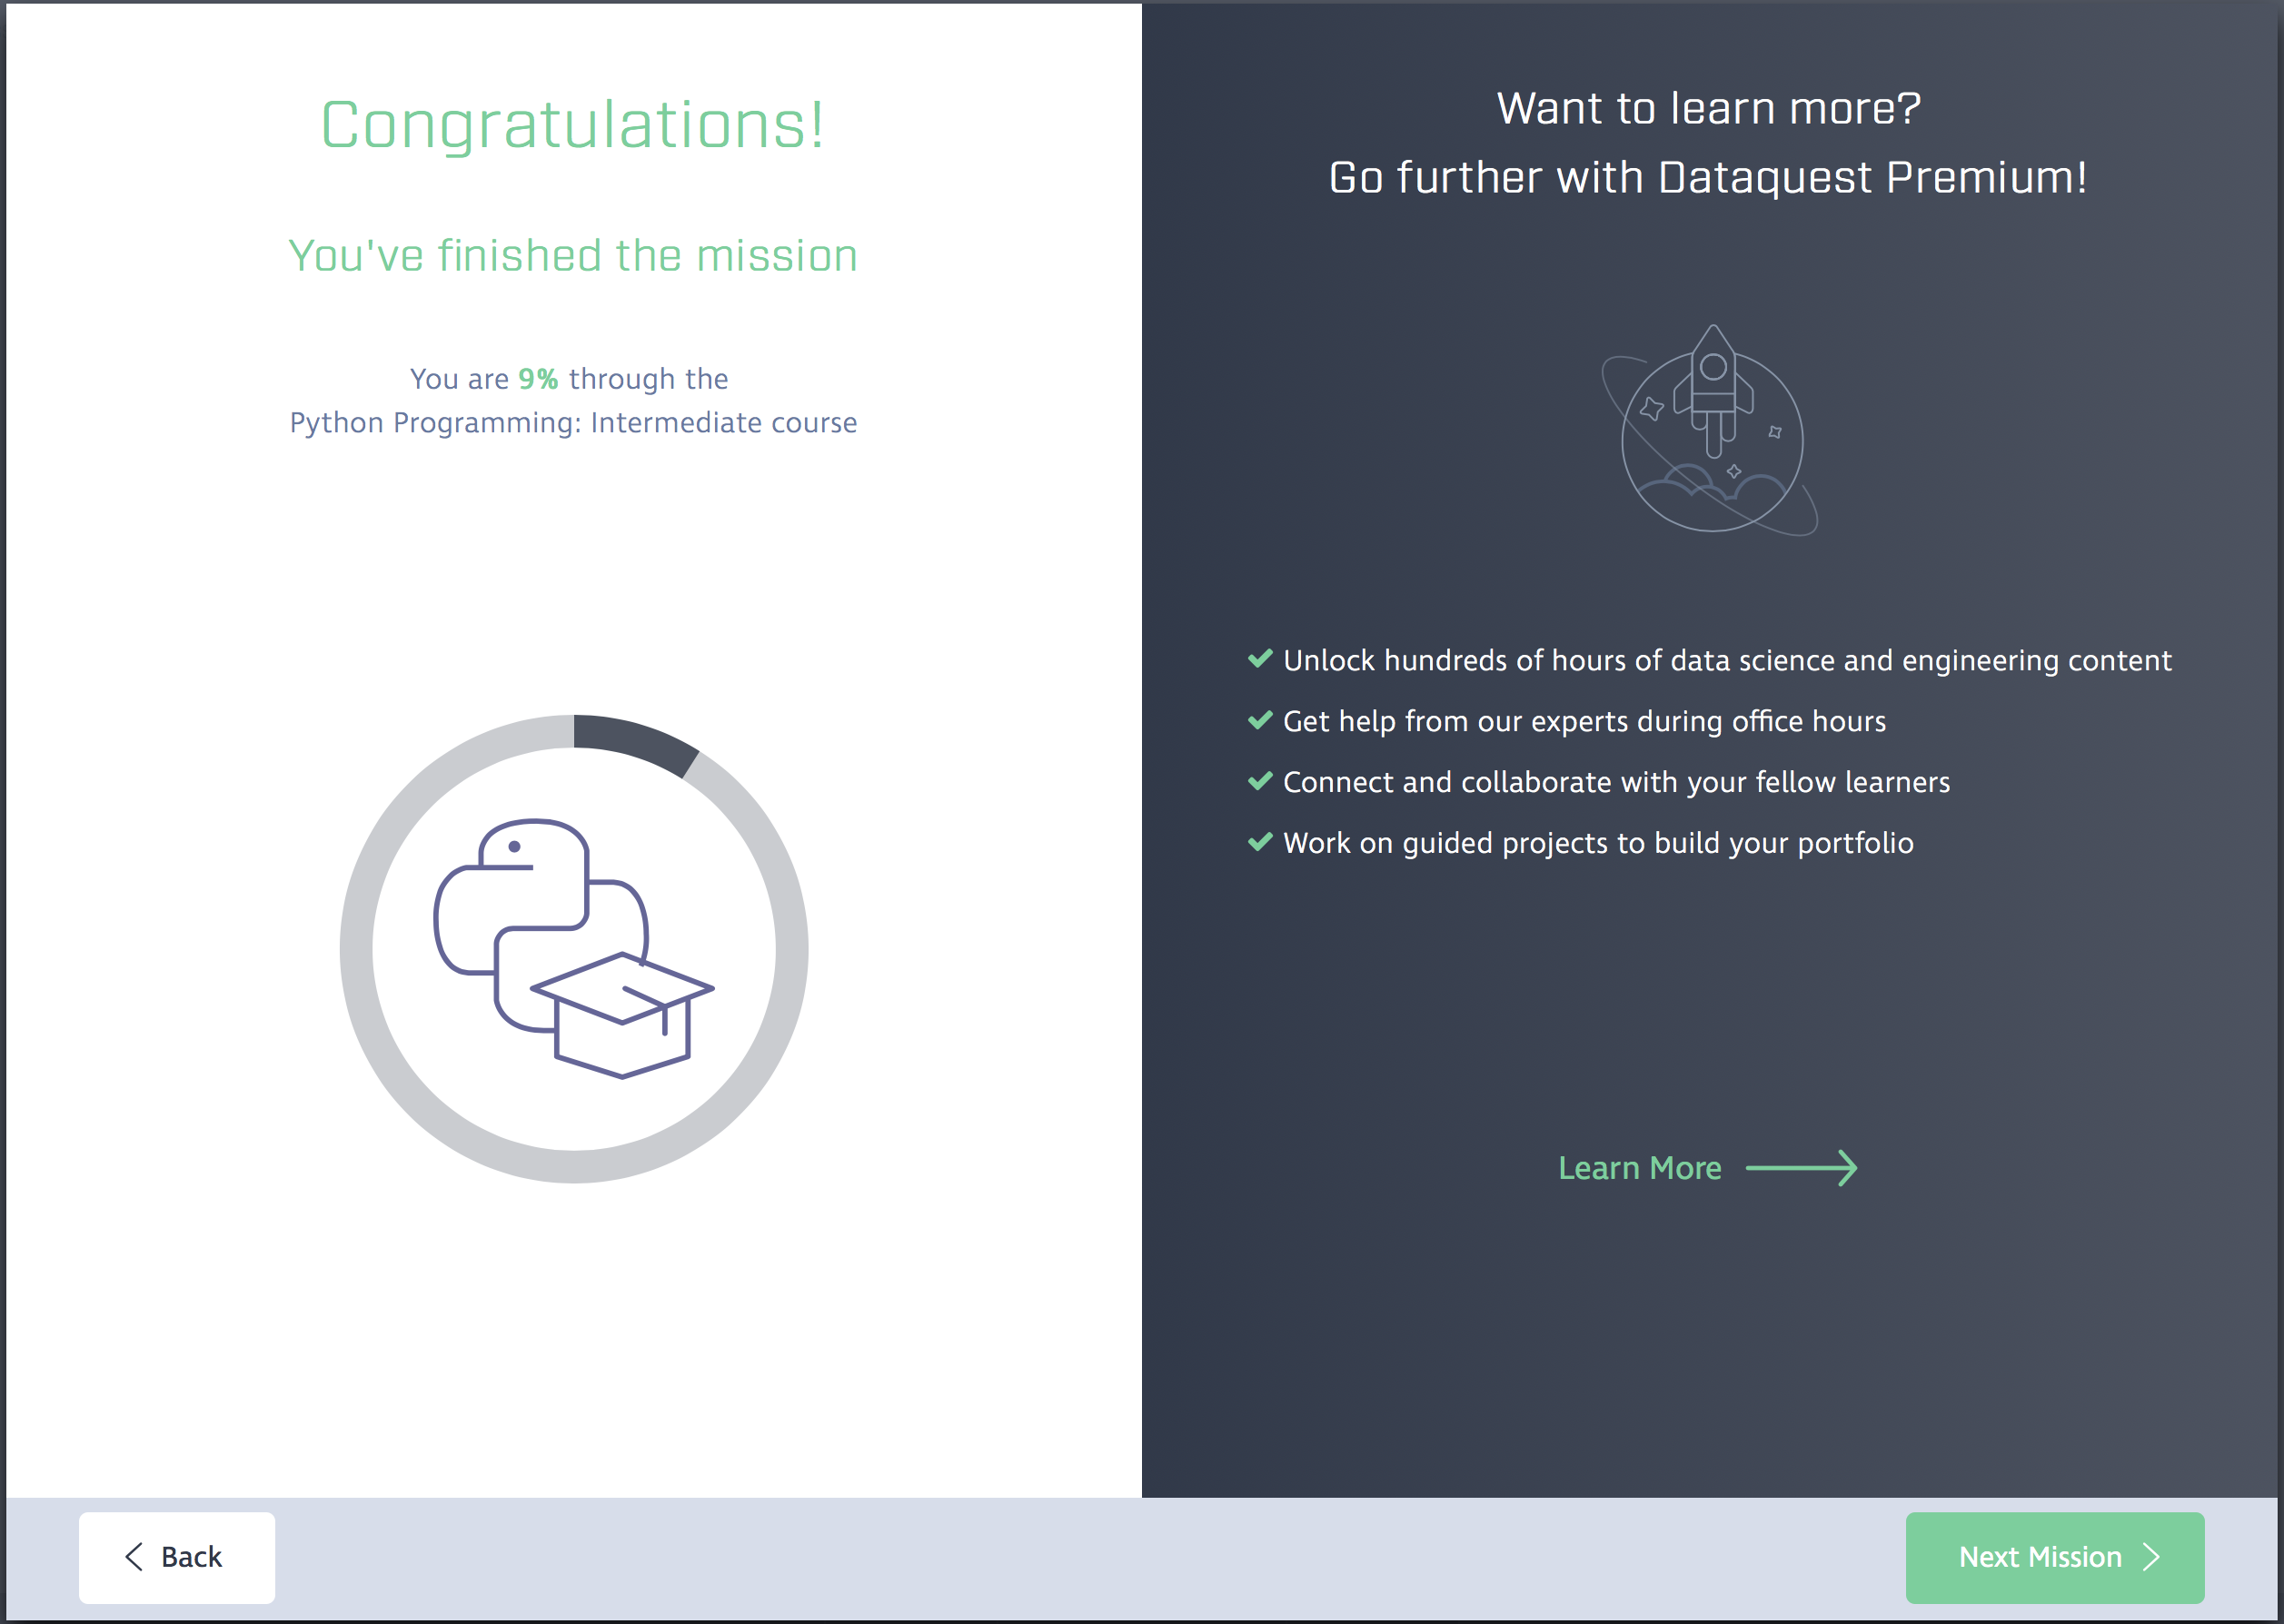 Congratulations!
You've finished the mission
You are 9% through the
Python Programming: Intermediate course
Want to learn more?
Go further with Dataquest Premium!
Unlock hundreds of hours of data science and engineering content
Get help from our experts during office hours
Connect and collaborate with your fellow learners
Work on guided projects to build your portfolio
Learn More
Back
Next Mission